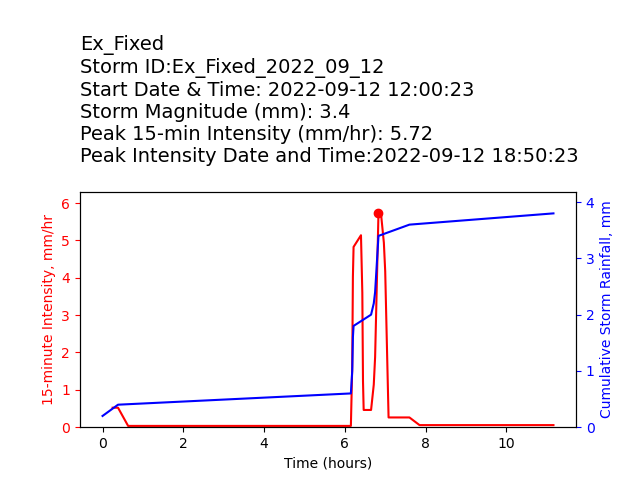 Ex_Fixed
Storm ID:Ex_Fixed_2022_09_12
Start Date & Time: 2022-09-12 12:00:23
Storm Magnitude (mm): 3.4
Peak 15-min Intensity (mm/hr): 5.72
Peak Intensity Date and Time:2022-09-12 18:50:23
15-minute Intensity, mm/hr
6
5
4
3
2
1
0
Cumulative Storm Rainfall, mm
4
3
2
1
0
0 2 4 6 8 10
Time (hours)